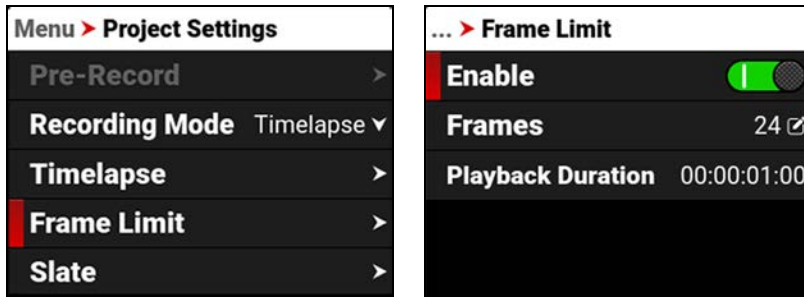 Menu > Project Settings
Pre-Record >
Recording Mode Timelapse
Timelapse >
Frame Limit >
Slate >
... > Frame Limit
Enable
Frames 24
Playback Duration 00:00:01:00